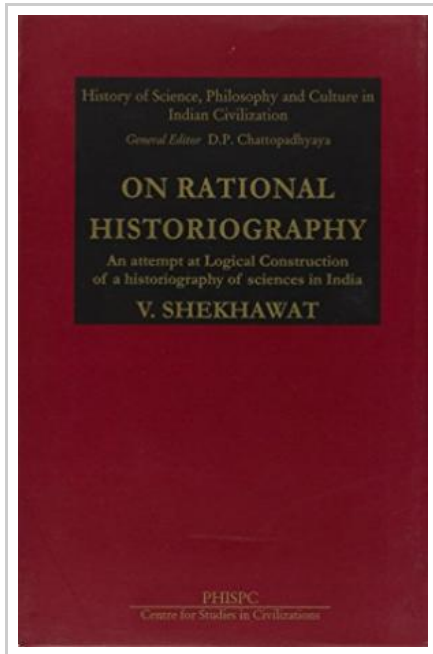 History of Science, Philosophy and Culture in
Indian Civilization
General Editor D.P. Chattopadhyaya
ON RATIONAL
HISTORIOGRAPHY
An attempt at Logical Construction
of a historiography of sciences in India
V. SHEKHAWAT
PHISPC
Centre for Studies in Civilizations